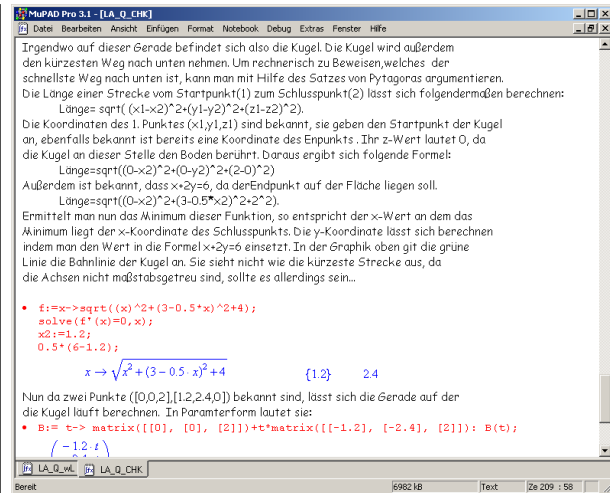 MuPAD Pro 3.1 - [LA_Q_CHK]
Datei Bearbeiten Ansicht Einfügen Format Notebook Debug Extras Fenster Hilfe
Irgendwo auf dieser Gerade befindet sich also die Kugel. Die Kugel wird außerdem
den kürzesten Weg nach unten nehmen. Um rechnerisch zu Beweisen,welches der
schnellste Weg nach unten ist, kann man mit Hilfe des Satzes von Pytagoras argumentieren.
Die Länge einer Strecke vom Startpunkt(1) zum Schlusspunkt(2) lässt sich folgendermaßen berechnen:
Länge= sqrt( (x1-x2)^2+(y1-y2)^2+(z1-z2)^2).
Die Koordinaten des 1. Punktes (x1,y1,z1) sind bekannt, sie geben den Startpunkt der Kugel
an, ebenfalls bekannt ist bereits eine Koordinate des Enpunkts . Ihr z-Wert lautet 0, da
die Kugel an dieser Stelle den Boden berührt. Daraus ergibt sich folgende Formel:
Länge=sqrt((0-x2)^2+(0-y2)^2+(2-0)^2)
Außerdem ist bekannt, dass x+2y=6, da derEndpunkt auf der Fläche liegen soll.
Länge=sqrt((0-x2)^2+(3-0.5*x2)^2+2^2).
Ermittelt man nun das Minimum dieser Funktion, so entspricht der x-Wert an dem das
Minimum liegt der x-Koordinate des Schlusspunkts. Die y-Koordinate lässt sich berechnen
indem man den Wert in die Formel x+2y=6 einsetzt. In der Graphik oben git die grüne
Linie die Bahnlinie der Kugel an. Sie sieht nicht wie die kürzeste Strecke aus, da
die Achsen nicht maßstabsgetreu sind, sollte es allerdings sein...
• f:=x->sqrt((x)^2+(3-0.5*x)^2+4);
solve(f'(x)=0,x);
x2:=1.2;
0.5*(6-1.2);
x → √x² + (3 − 0.5 · x)² + 4 {1.2} 2.4
Nun da zwei Punkte ([0,0,2],[1.2,2.4,0]) bekannt sind, lässt sich die Gerade auf der
die Kugel läuft berechnen. In Paramterform lautet sie:
• B:= t-> matrix([[0], [0], [2]])+t*matrix([[-1.2], [-2.4], [2]]): B(t);
( −1.2 · t )
LA_Q_wL LA_Q_CHK
Bereit 6982 kB Text Ze 209 : 58